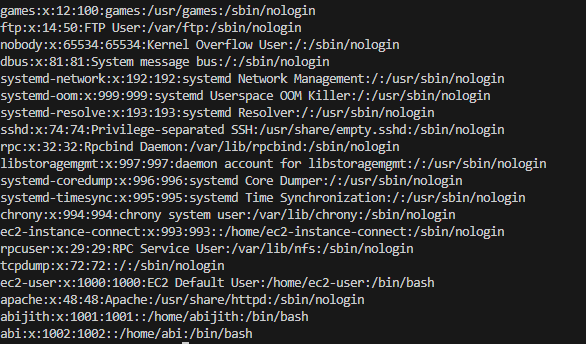 games:x:12:100:games:/usr/games:/sbin/nologin
ftp:x:14:50:FTP User:/var/ftp:/sbin/nologin
nobody:x:65534:65534:Kernel Overflow User:/:/sbin/nologin
dbus:x:81:81:System message bus:/:/sbin/nologin
systemd-network:x:192:192:systemd Network Management:/:/usr/sbin/nologin
systemd-oom:x:999:999:systemd Userspace OOM Killer:/:/usr/sbin/nologin
systemd-resolve:x:193:193:systemd Resolver:/:/usr/sbin/nologin
sshd:x:74:74:Privilege-separated SSH:/usr/share/empty.sshd:/sbin/nologin
rpc:x:32:32:Rpcbind Daemon:/var/lib/rpcbind:/sbin/nologin
libstoragemgmt:x:997:997:daemon account for libstoragemgmt:/:/usr/sbin/nologin
systemd-coredump:x:996:996:systemd Core Dumper:/:/usr/sbin/nologin
systemd-timesync:x:995:995:systemd Time Synchronization:/:/usr/sbin/nologin
chrony:x:994:994:chrony system user:/var/lib/chrony:/sbin/nologin
ec2-instance-connect:x:993:993::/home/ec2-instance-connect:/sbin/nologin
rpcuser:x:29:29:RPC Service User:/var/lib/nfs:/sbin/nologin
tcpdump:x:72:72::/:/sbin/nologin
ec2-user:x:1000:1000:EC2 Default User:/home/ec2-user:/bin/bash
apache:x:48:48:Apache:/usr/share/httpd:/sbin/nologin
abijith:x:1001:1001::/home/abijith:/bin/bash
abi:x:1002:1002::/home/abi:/bin/bash